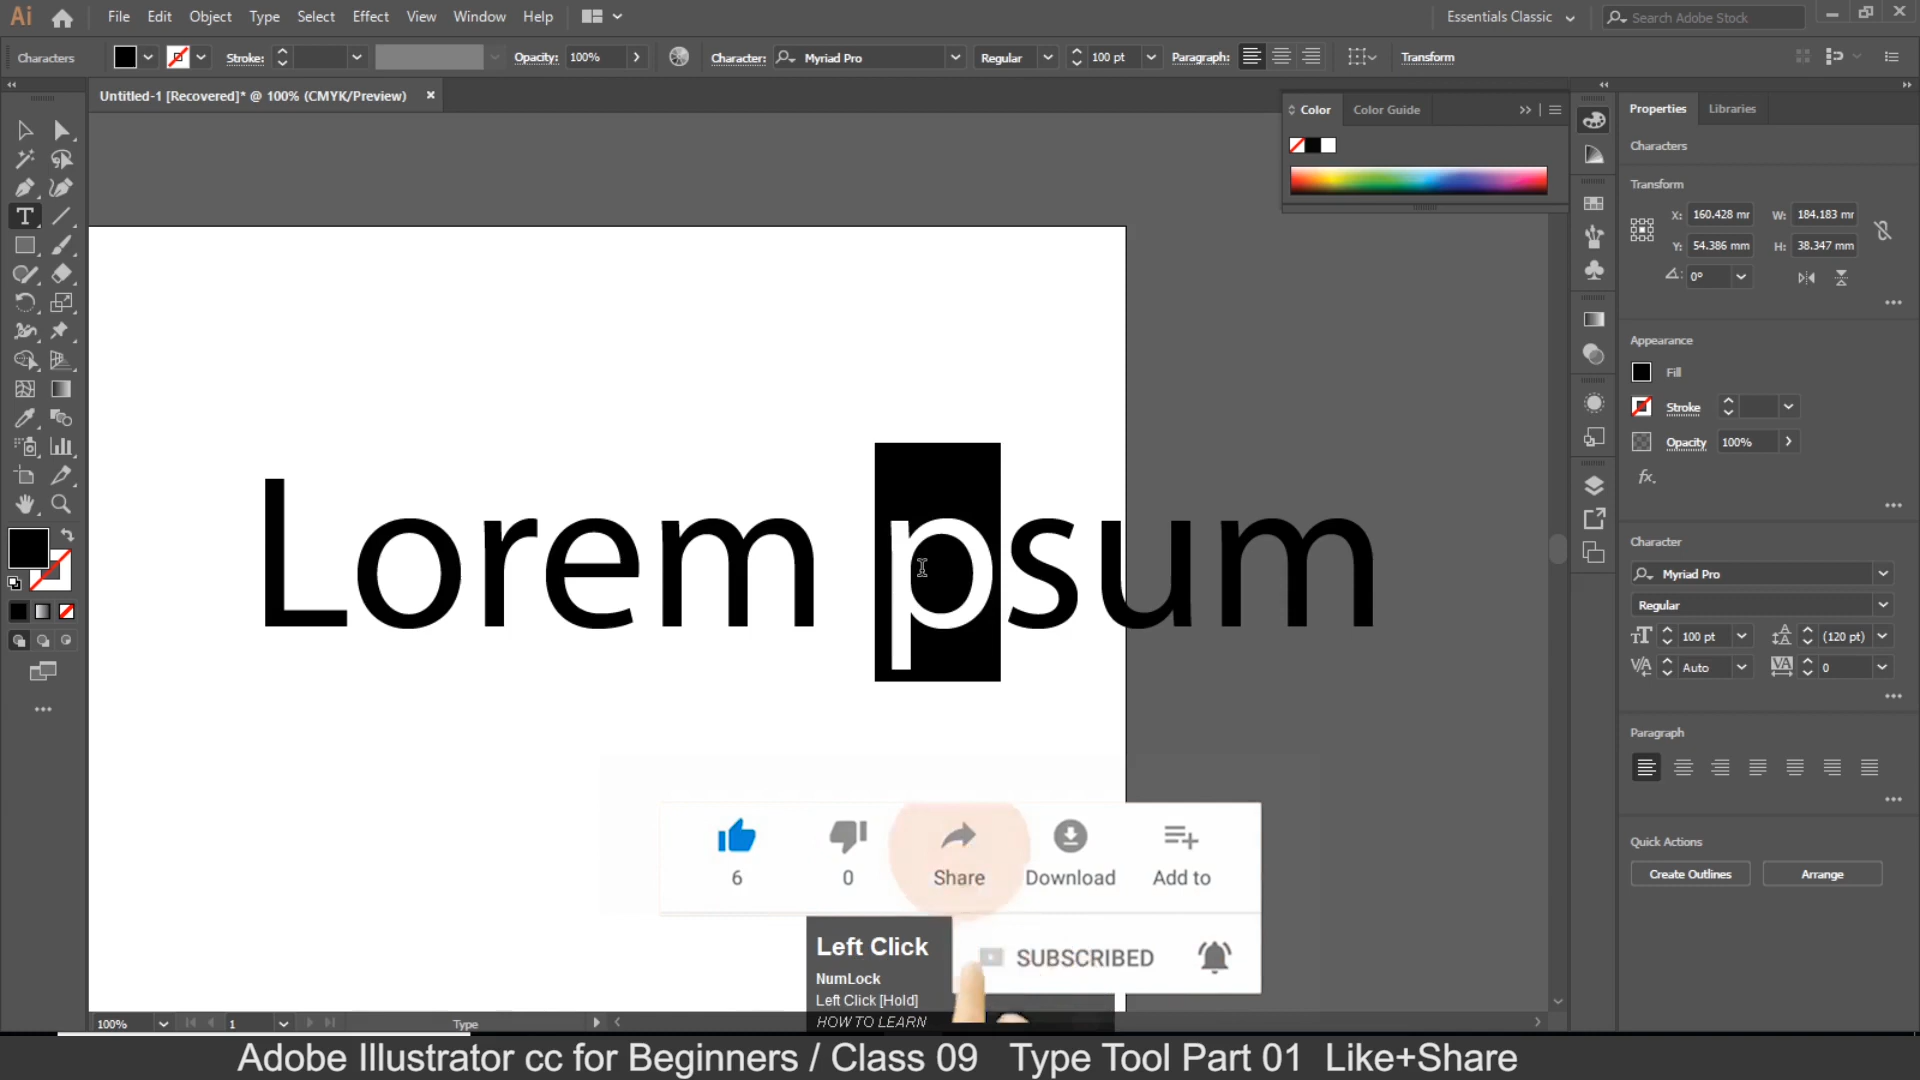 Ai File Edit Object Type Select Effect View Window Help Essentials Classic Search Adobe Stock
Characters Stroke: Opacity: 100% Character: Myriad Pro Regular 100 pt Paragraph: Transform
Untitled-1 [Recovered]* @ 100% (CMYK/Preview)
Color Color Guide
Properties Libraries
Characters
Transform
X: 160.428 mr W: 184.183 mr
Y: 54.386 mm H: 38.347 mm
0°
Appearance
Fill
Stroke
Opacity 100%
fx.
Character
Myriad Pro
Regular
100 pt (120 pt)
Auto 0
Paragraph
Quick Actions
Create Outlines Arrange
Lorem psum
6 0 Share Download Add to
SUBSCRIBED
Left Click
NumLock
Left Click [Hold]
HOW TO LEARN
100% 1 Type
Adobe Illustrator cc for Beginners / Class 09 Type Tool Part 01 Like+Share